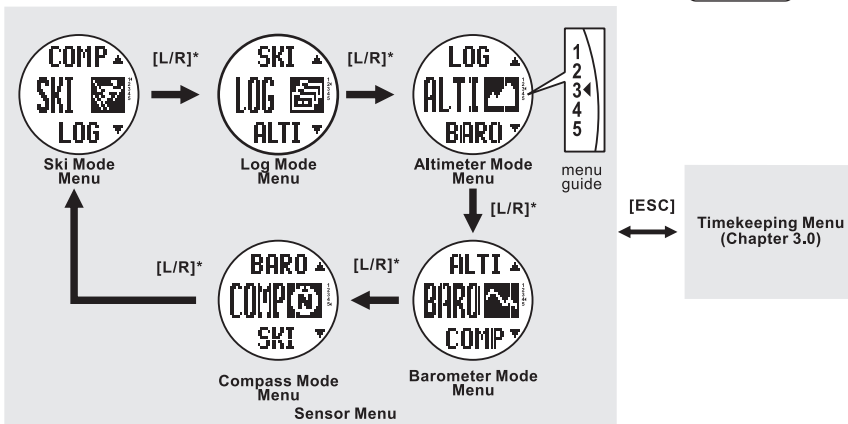 COMP
SKI
LOG
[L/R]*
SKI
LOG
ALTI
[L/R]*
LOG
ALTI
BARO
1
2
3
4
5
Ski Mode
Menu
Log Mode
Menu
Altimeter Mode
Menu
menu
guide
[L/R]*
[ESC]
Timekeeping Menu
(Chapter 3.0)
[L/R]*
BARO
COMP N
SKI
[L/R]*
ALTI
BARO
COMP
Compass Mode
Menu
Barometer Mode
Menu
Sensor Menu